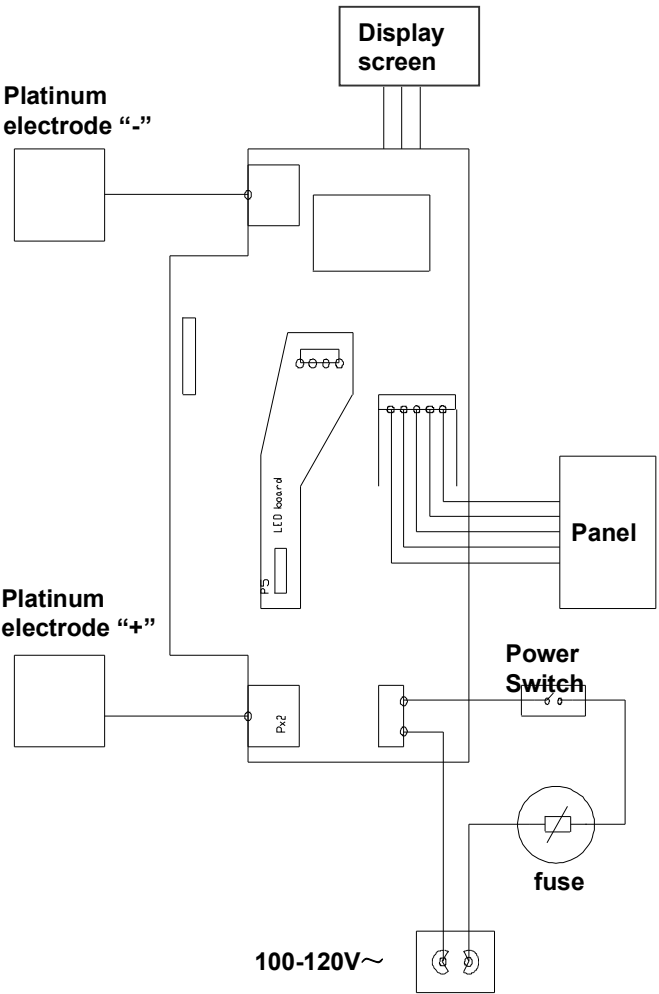 Display
screen
Platinum
electrode “-”
LED board
Panel
P5
Platinum
electrode “+”
Power
Switch
Px2
fuse
100-120V～